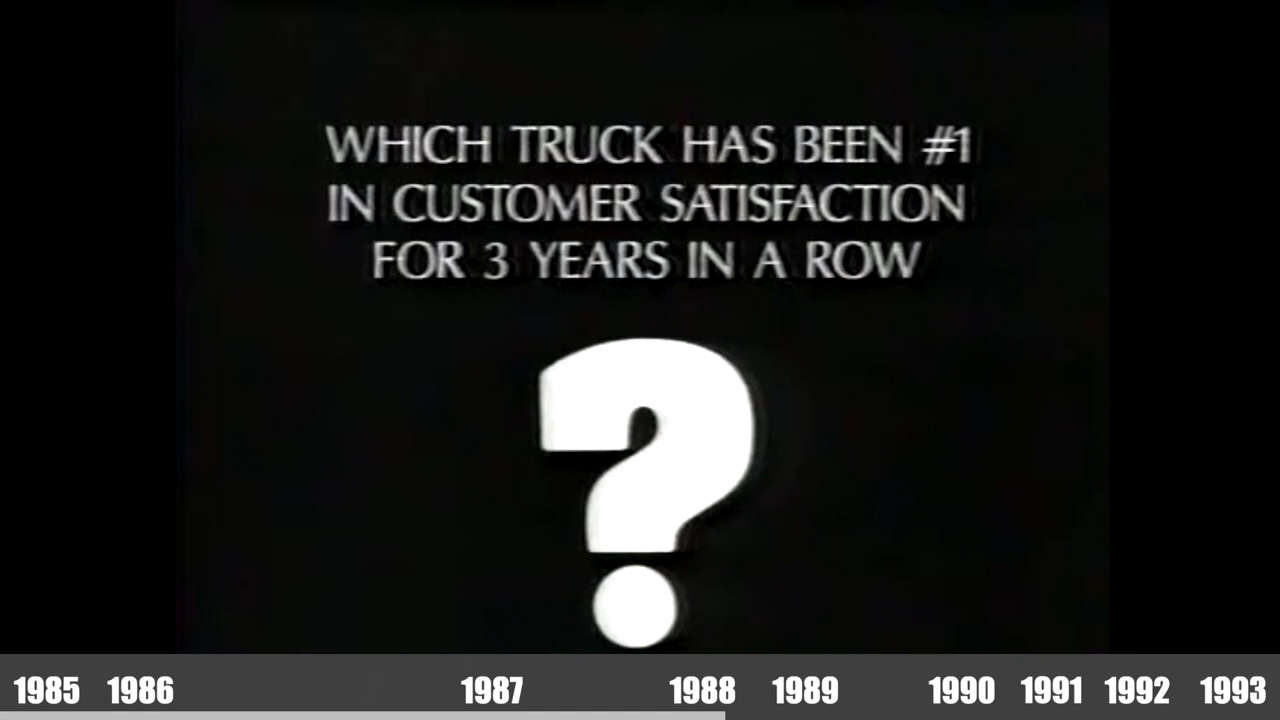 WHICH TRUCK HAS BEEN #1
IN CUSTOMER SATISFACTION
FOR 3 YEARS IN A ROW
?
1985 1986 1987 1988 1989 1990 1991 1992 1993